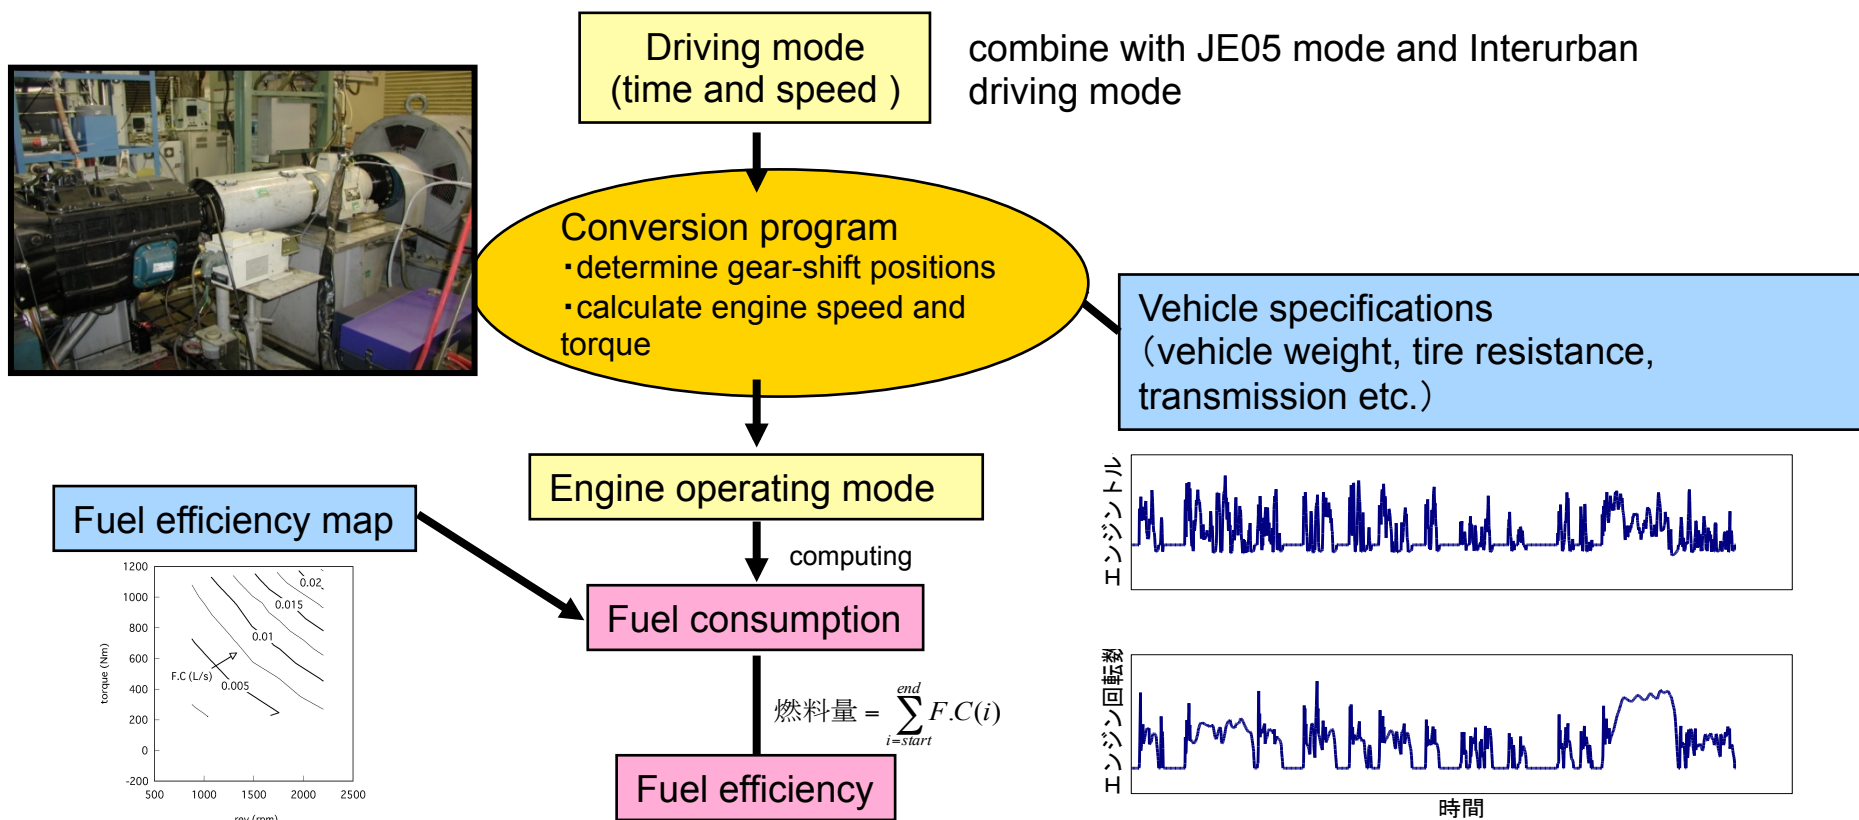 Driving mode
(time and speed )
combine with JE05 mode and Interurban
driving mode
Conversion program
・determine gear-shift positions
・calculate engine speed and
torque
Vehicle specifications
（vehicle weight, tire resistance,
transmission etc.）
Engine operating mode
Fuel efficiency map
computing
Fuel consumption
燃料量 = end ∑ i=start F.C(i)
Fuel efficiency
torque (Nm)
1200
1000
800
600
400
200
0
-200
500 1000 1500 2000 2500
rev (rpm)
0.02
0.015
0.01
F.C (L/s)
0.005
エンジントル
エンジン回転数
時間